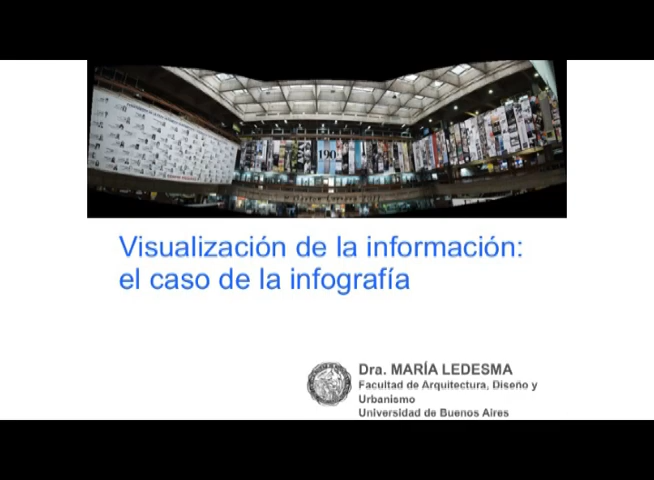 190
Visualización de la información:
el caso de la infografía
Dra. MARÍA LEDESMA
Facultad de Arquitectura, Diseño y
Urbanismo
Universidad de Buenos Aires